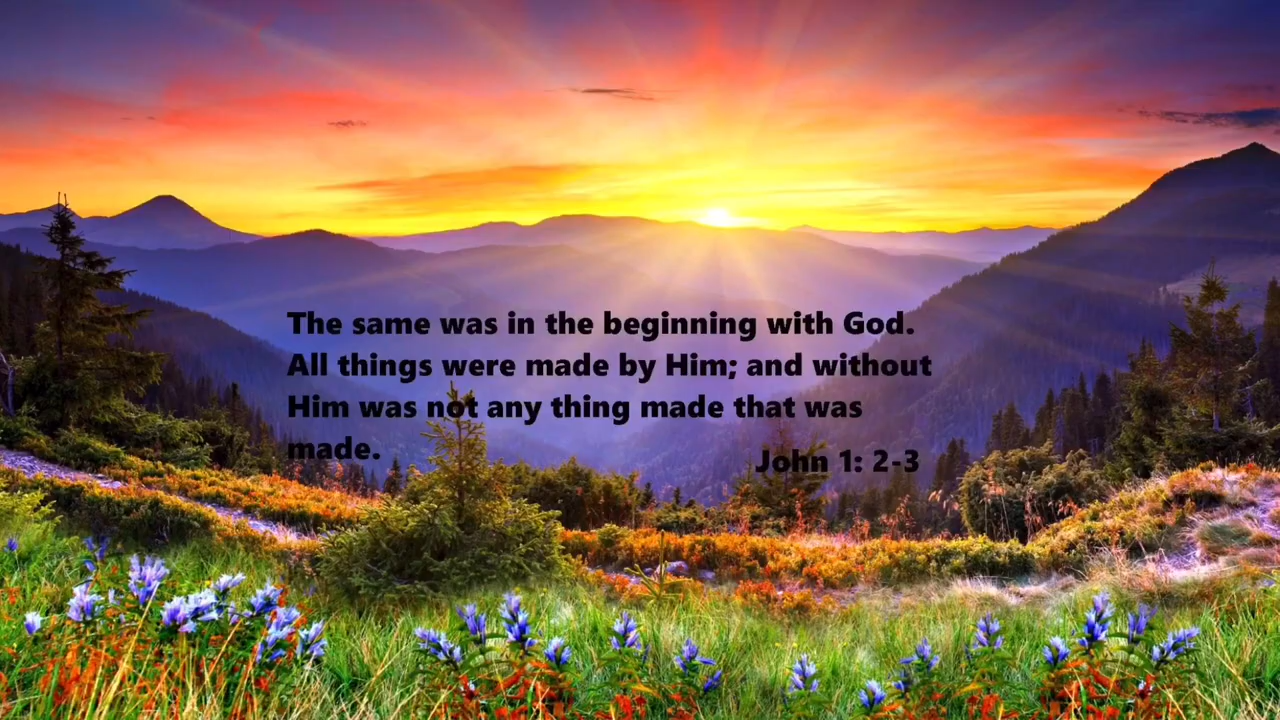 The same was in the beginning with God.
All things were made by Him; and without
Him was not any thing made that was
made.
John 1: 2-3